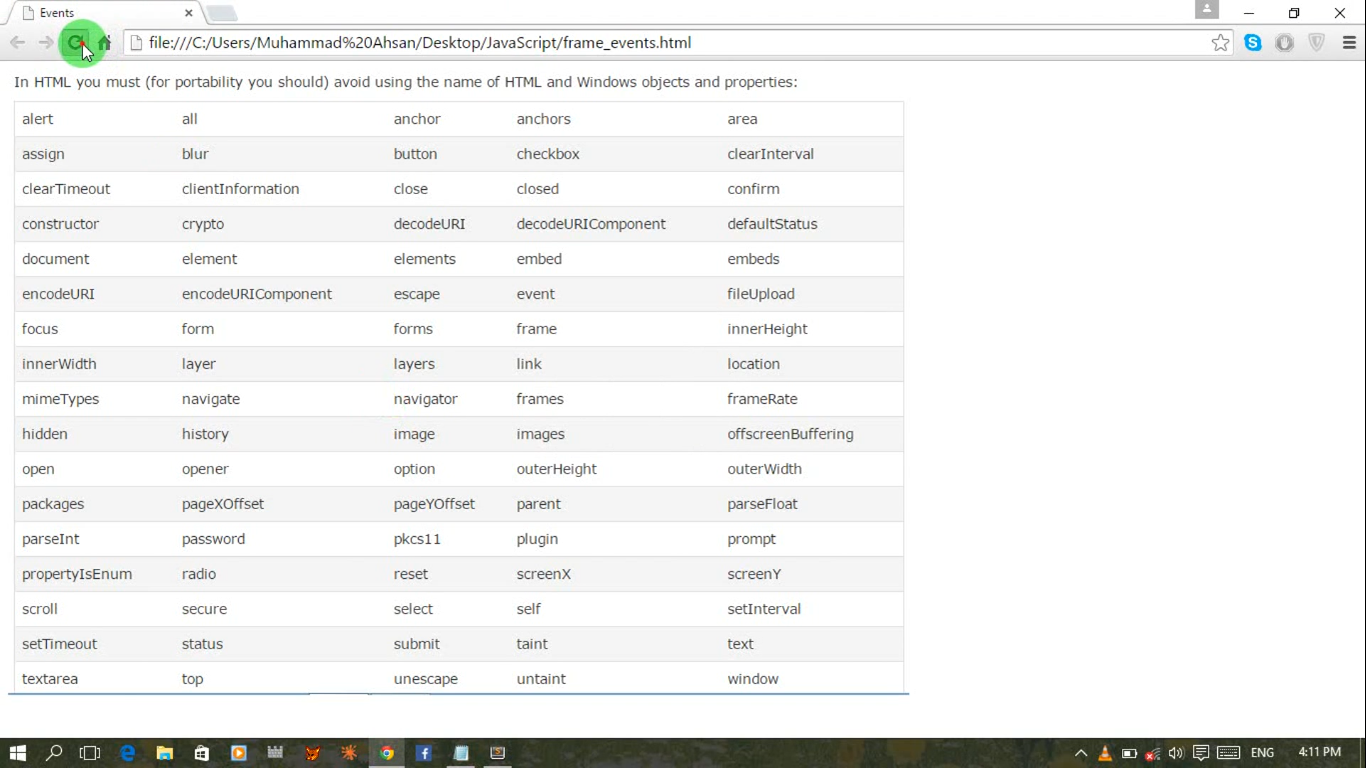 Events
file:///C:/Users/Muhammad%20Ahsan/Desktop/JavaScript/frame_events.html
In HTML you must (for portability you should) avoid using the name of HTML and Windows objects and properties:
alert all anchor anchors area
assign blur button checkbox clearInterval
clearTimeout clientInformation close closed confirm
constructor crypto decodeURI decodeURIComponent defaultStatus
document element elements embed embeds
encodeURI encodeURIComponent escape event fileUpload
focus form forms frame innerHeight
innerWidth layer layers link location
mimeTypes navigate navigator frames frameRate
hidden history image images offscreenBuffering
open opener option outerHeight outerWidth
packages pageXOffset pageYOffset parent parseFloat
parseInt password pkcs11 plugin prompt
propertyIsEnum radio reset screenX screenY
scroll secure select self setInterval
setTimeout status submit taint text
textarea top unescape untaint window
ENG 4:11 PM